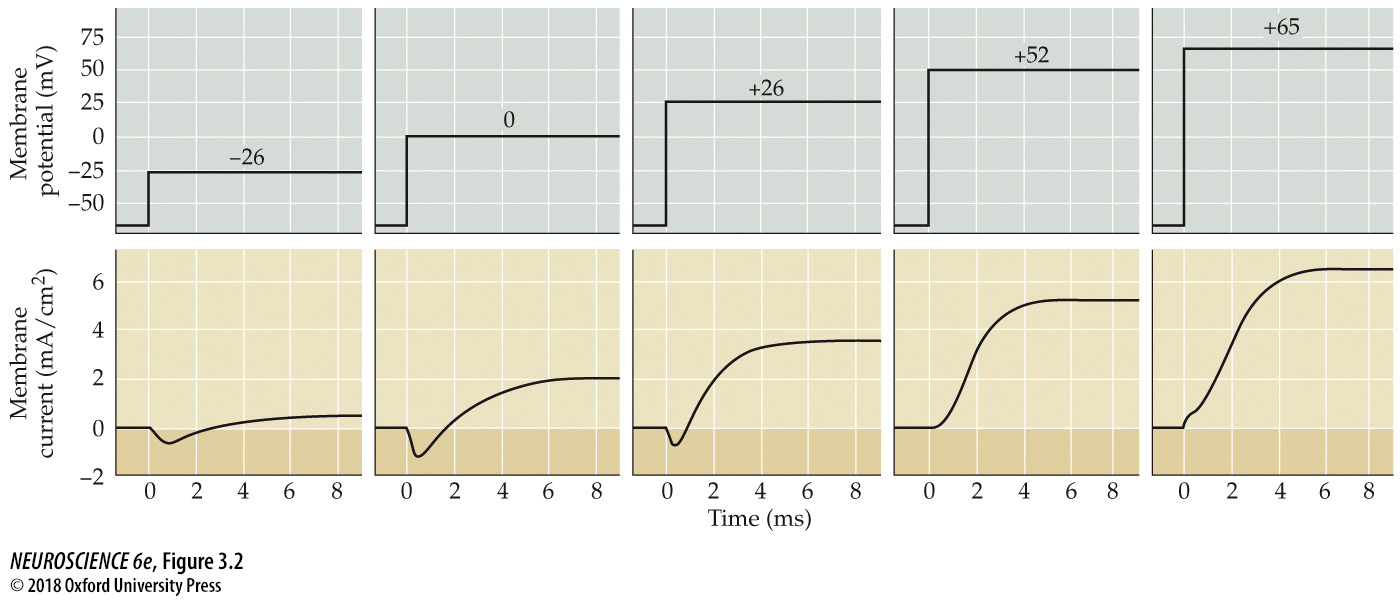 Membrane
potential (mV)
75
50
25
0
−25
−50
−26
0
+26
+52
+65
Membrane
current (mA/cm²)
6
4
2
0
−2
0 2 4 6 8
0 2 4 6 8
0 2 4 6 8
0 2 4 6 8
0 2 4 6 8
Time (ms)
NEUROSCIENCE 6e, Figure 3.2
© 2018 Oxford University Press